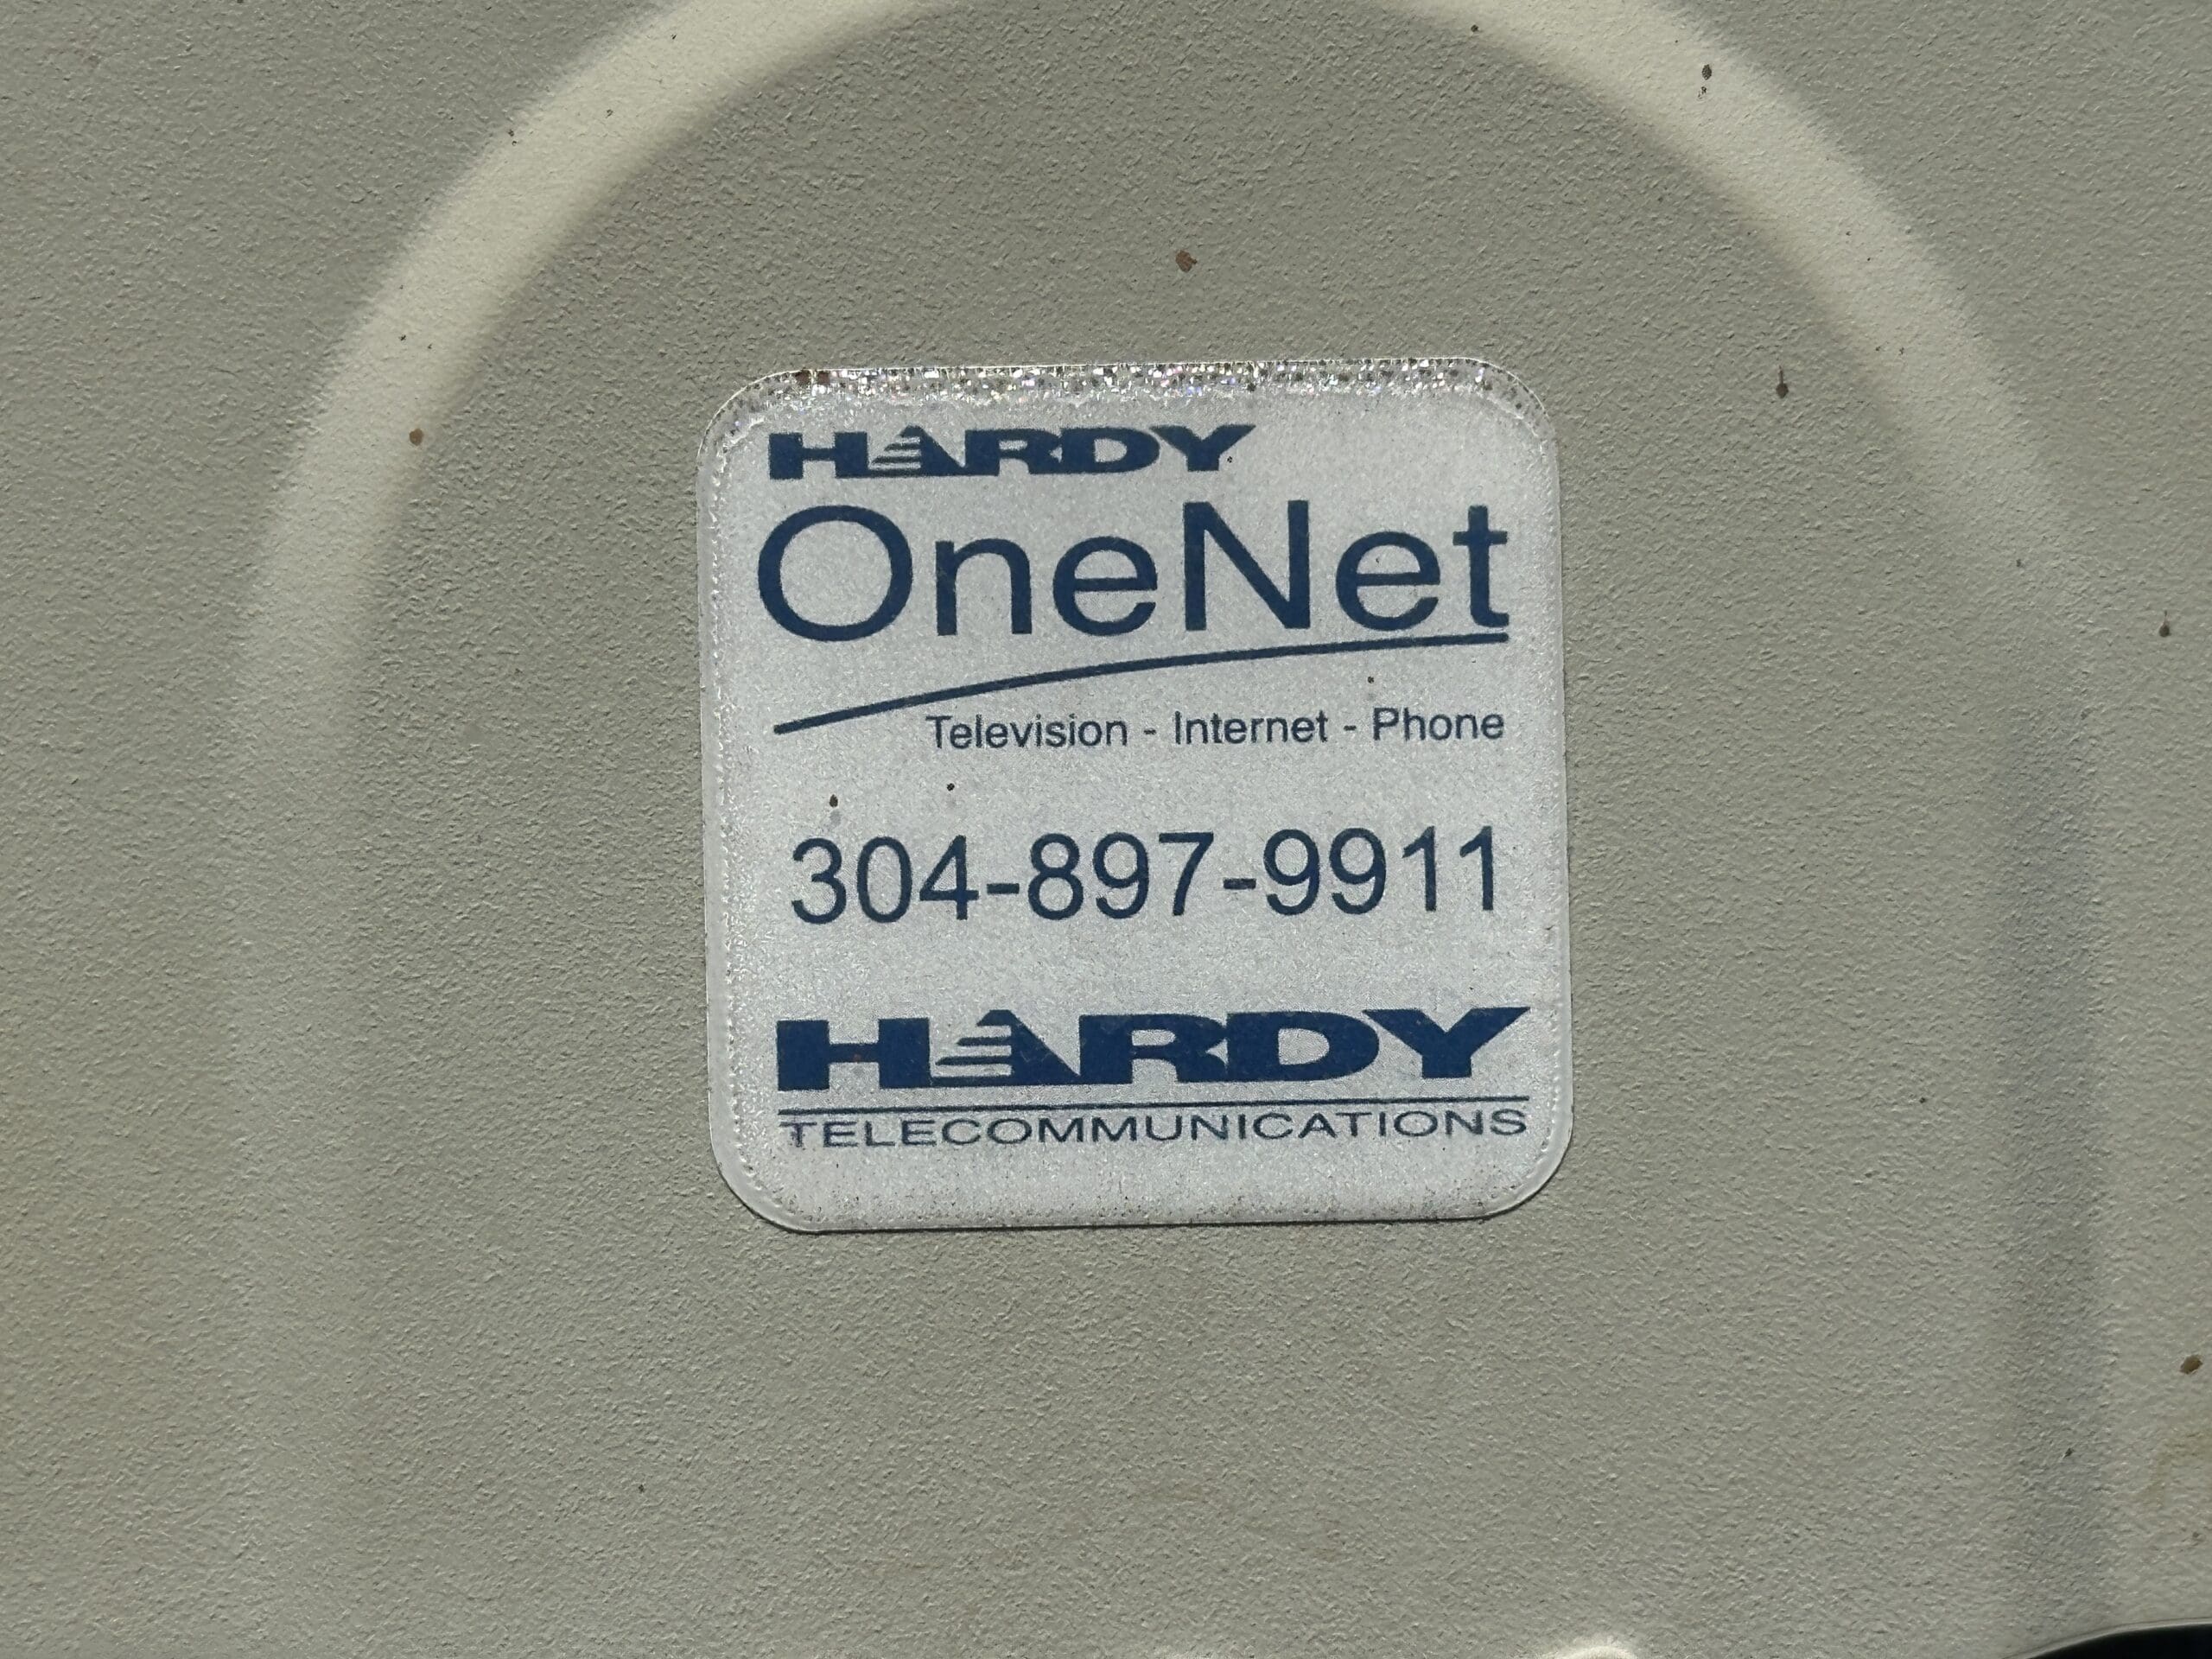 HARDY
OneNet
Television - Internet - Phone
304-897-9911
HARDY
TELECOMMUNICATIONS